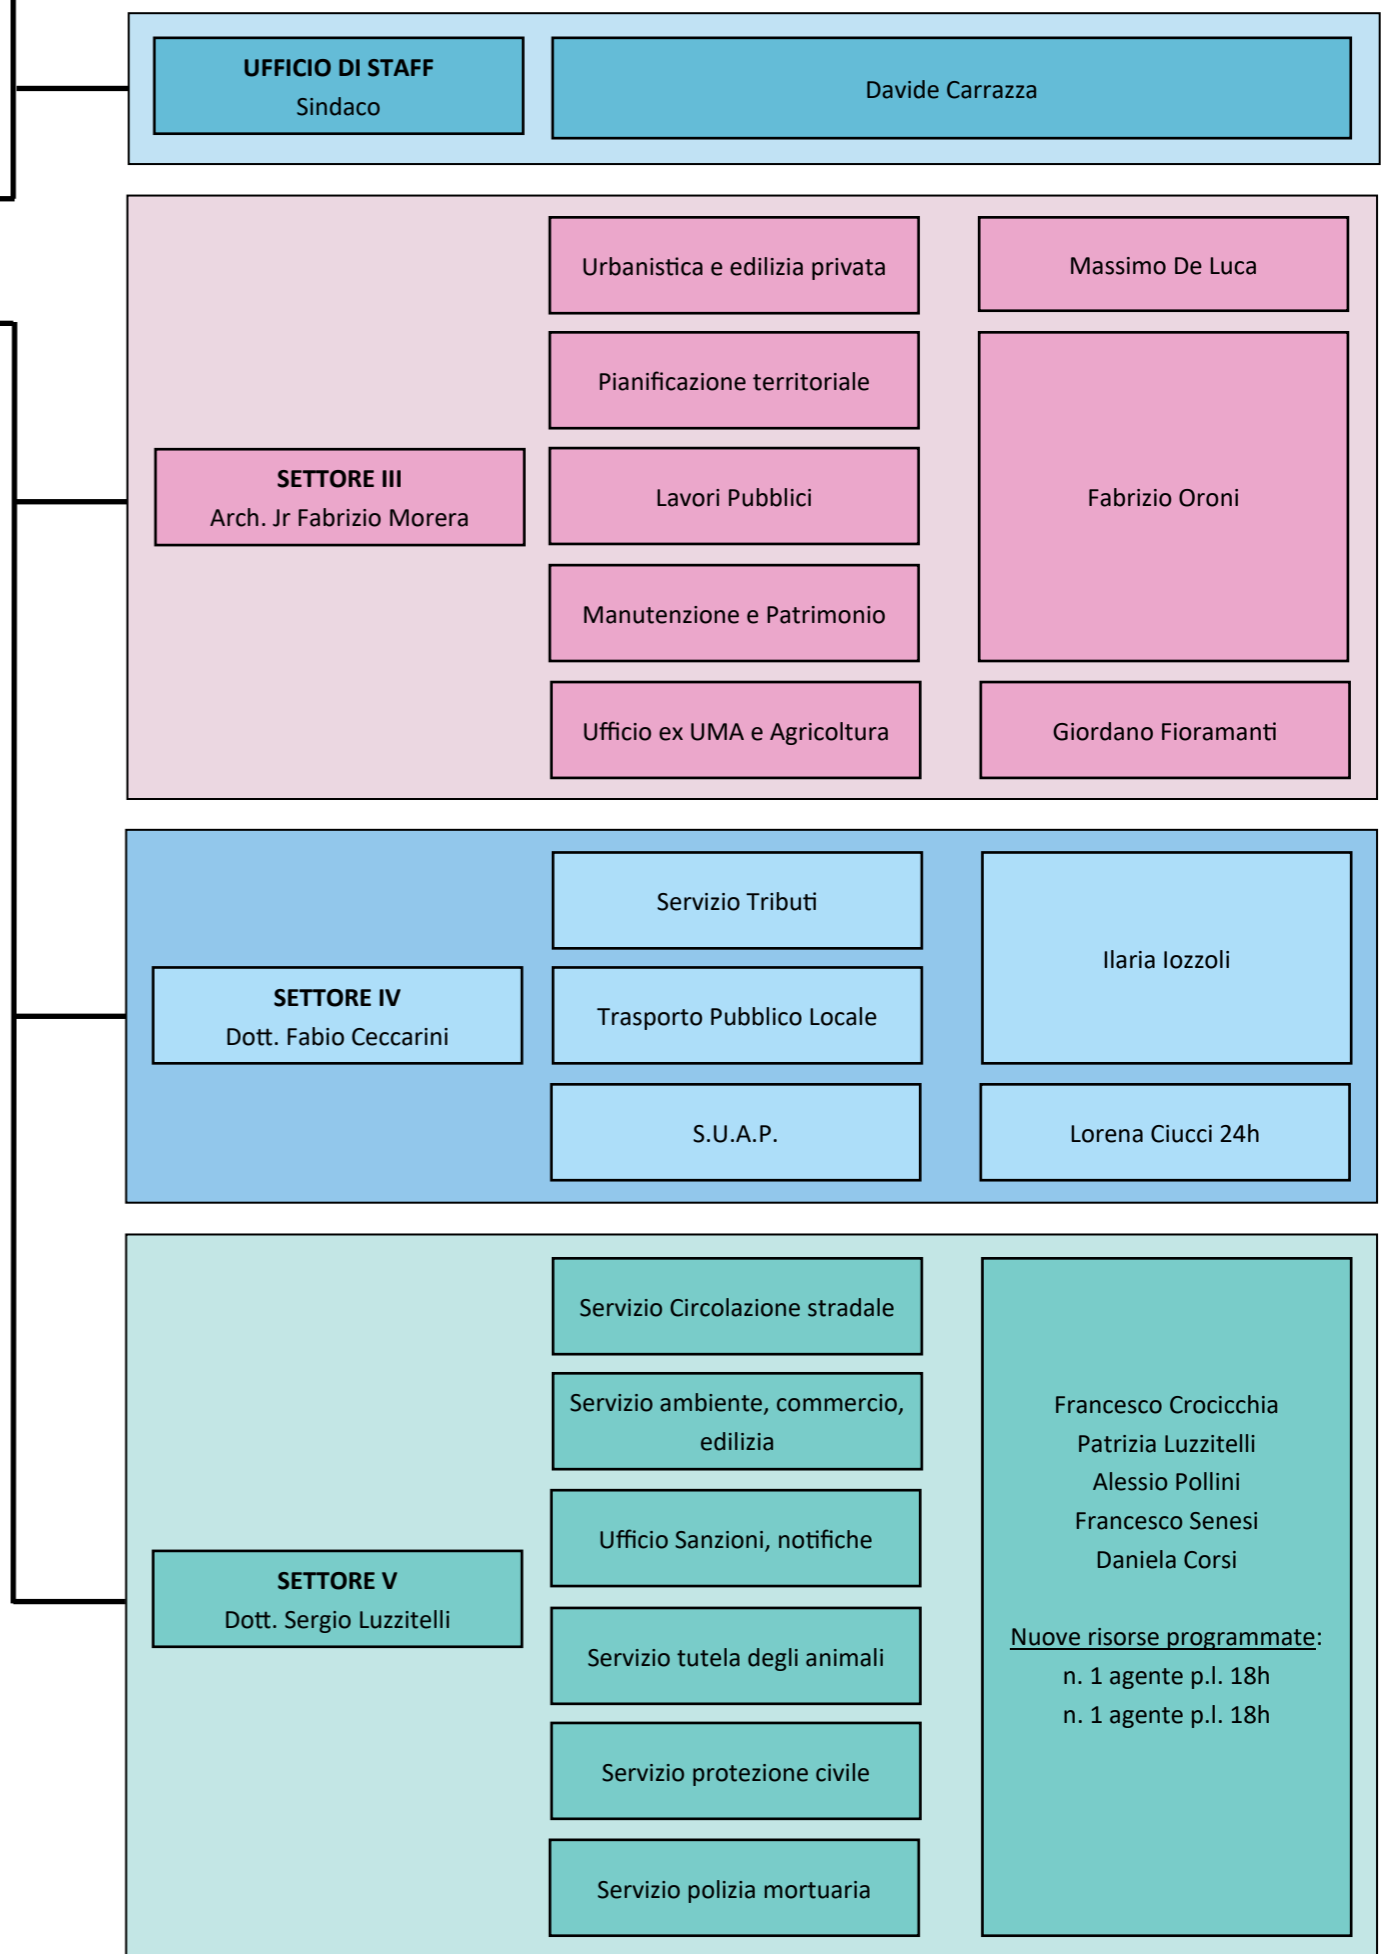 UFFICIO DI STAFF
Sindaco
Davide Carrazza
Urbanistica e edilizia privata
Massimo De Luca
Pianificazione territoriale
SETTORE III
Arch. Jr Fabrizio Morera
Lavori Pubblici
Fabrizio Oroni
Manutenzione e Patrimonio
Ufficio ex UMA e Agricoltura
Giordano Fioramanti
Servizio Tributi
Ilaria Iozzoli
SETTORE IV
Dott. Fabio Ceccarini
Trasporto Pubblico Locale
S.U.A.P.
Lorena Ciucci 24h
Servizio Circolazione stradale
Servizio ambiente, commercio,
edilizia
Ufficio Sanzioni, notifiche
SETTORE V
Dott. Sergio Luzzitelli
Servizio tutela degli animali
Servizio protezione civile
Servizio polizia mortuaria
Francesco Crocicchia
Patrizia Luzzitelli
Alessio Pollini
Francesco Senesi
Daniela Corsi
Nuove risorse programmate:
n. 1 agente p.l. 18h
n. 1 agente p.l. 18h